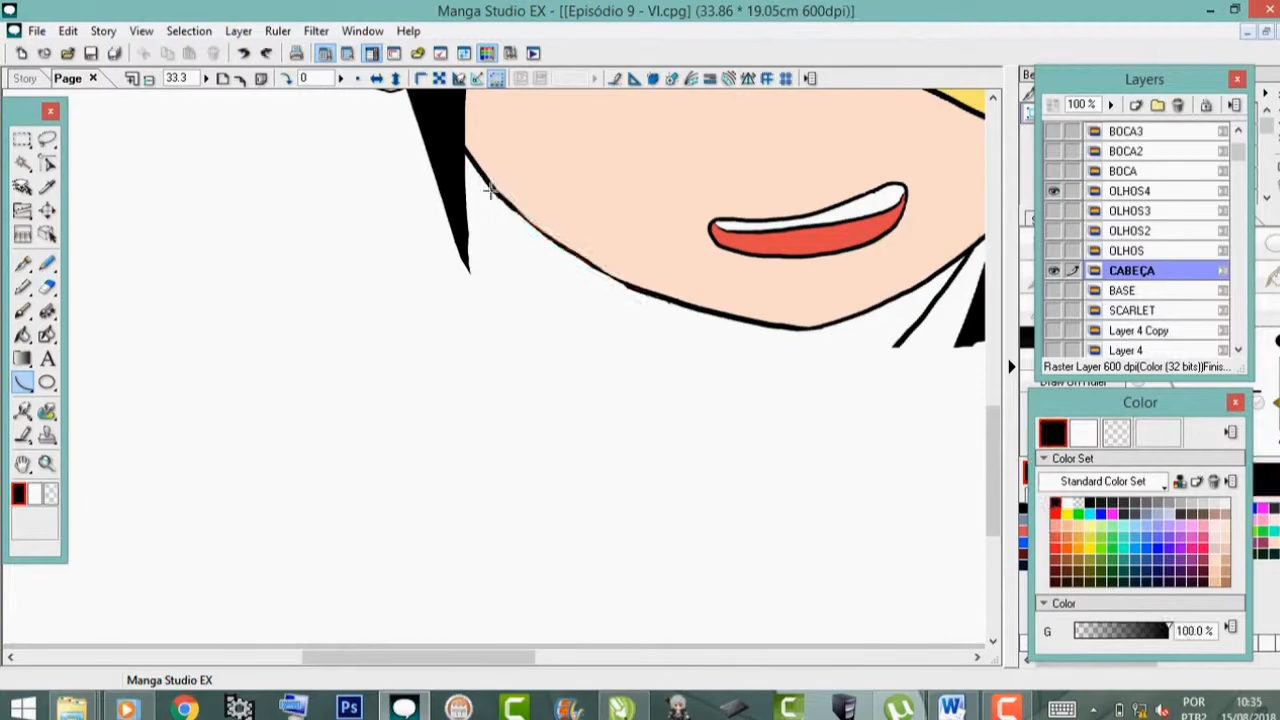 Manga Studio EX - [[Episódio 9 - VI.cpg] (33.86 * 19.05cm 600dpi)]
File Edit Story View Selection Layer Ruler Filter Window Help
Story Page 33.3 0
Layers
100 %
BOCA3
BOCA2
BOCA
OLHOS4
OLHOS3
OLHOS2
OLHOS
CABEÇA
BASE
SCARLET
Layer 4 Copy
Layer 4
Raster Layer 600 dpi(Color (32 bits))Finis...
Draw On Ruler
Color
Color Set
Standard Color Set
Color
G 100.0 %
Manga Studio EX
POR 10:35
PTB2 15/08/201